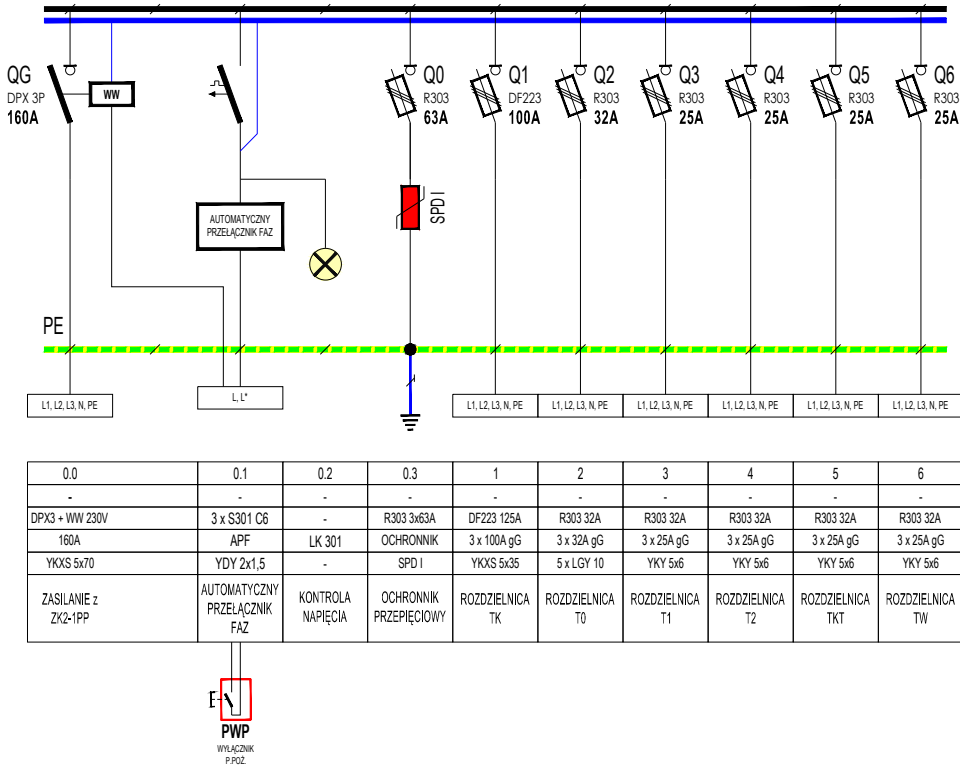 QG
DPX 3P
160A
WW
Q0
R303
63A
Q1
DF223
100A
Q2
R303
32A
Q3
R303
25A
Q4
R303
25A
Q5
R303
25A
Q6
R303
25A
SPD I
AUTOMATYCZNY
PRZEŁĄCZNIK FAZ
PE
L1, L2, L3, N, PE
L, L*
L1, L2, L3, N, PE
L1, L2, L3, N, PE
L1, L2, L3, N, PE
L1, L2, L3, N, PE
L1, L2, L3, N, PE
L1, L2, L3, N, PE
0.0 0.1 0.2 0.3 1 2 3 4 5 6
- - - - - - - - - -
DPX3 + WW 230V 3 x S301 C6 - R303 3x63A DF223 125A R303 32A R303 32A R303 32A R303 32A R303 32A
160A APF LK 301 OCHRONNIK 3 x 100A gG 3 x 32A gG 3 x 25A gG 3 x 25A gG 3 x 25A gG 3 x 25A gG
YKXS 5x70 YDY 2x1,5 - SPD I YKXS 5x35 5 x LGY 10 YKY 5x6 YKY 5x6 YKY 5x6 YKY 5x6
ZASILANIE z
ZK2-1PP
AUTOMATYCZNY
PRZEŁĄCZNIK
FAZ
KONTROLA
NAPIĘCIA
OCHRONNIK
PRZEPIĘCIOWY
ROZDZIELNICA
TK
ROZDZIELNICA
T0
ROZDZIELNICA
T1
ROZDZIELNICA
T2
ROZDZIELNICA
TKT
ROZDZIELNICA
TW
PWP
WYŁĄCZNIK
P.POŻ.